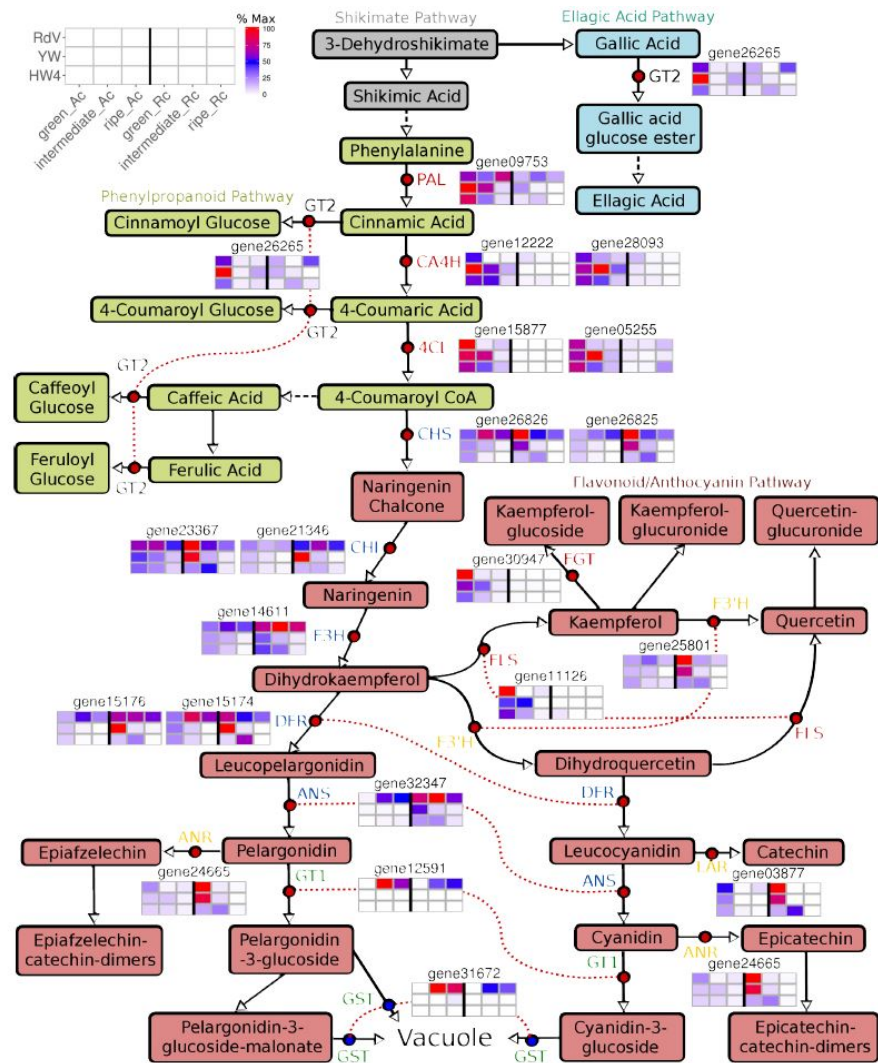 Shikimate Pathway
Ellagic Acid Pathway
% Max
100
75
50
25
0
RdV
YW
HW4
green_Ac
intermediate_Ac
ripe_Ac
green_Rc
intermediate_Rc
ripe_Rc
3-Dehydroshikimate
Gallic Acid
gene26265
GT2
Shikimic Acid
Gallic acid
glucose ester
Phenylalanine
gene09753
PAL
Ellagic Acid
Phenylpropanoid Pathway
GT2
Cinnamoyl Glucose
Cinnamic Acid
gene26265
gene12222
gene28093
CA4H
4-Coumaroyl Glucose
4-Coumaric Acid
GT2
gene15877
gene05255
4CL
GT2
Caffeoyl
Glucose
Caffeic Acid
4-Coumaroyl CoA
gene26826
gene26825
CHS
Feruloyl
Glucose
Ferulic Acid
GT2
Naringenin
Chalcone
Flavonoid/Anthocyanin Pathway
Kaempferol-
glucoside
Kaempferol-
glucuronide
Quercetin-
glucuronide
gene23367
gene21346
CHI
gene30947
FGT
Naringenin
gene14611
F3H
Kaempferol
F3'H
Quercetin
gene25801
FLS
Dihydrokaempferol
gene11126
gene15176
gene15174
DFR
F3'H
FLS
Leucopelargonidin
Dihydroquercetin
gene32347
ANS
DFR
Epiafzelechin
ANR
Pelargonidin
Leucocyanidin
Catechin
LAR
gene24665
gene12591
GT1
ANS
gene03877
Epiafzelechin-
catechin-dimers
Pelargonidin
-3-glucoside
Cyanidin
Epicatechin
ANR
gene31672
GT1
gene24665
GST
Pelargonidin-3-
glucoside-malonate
Vacuole
Cyanidin-3-
glucoside
Epicatechin-
catechin-dimers
GST
GST